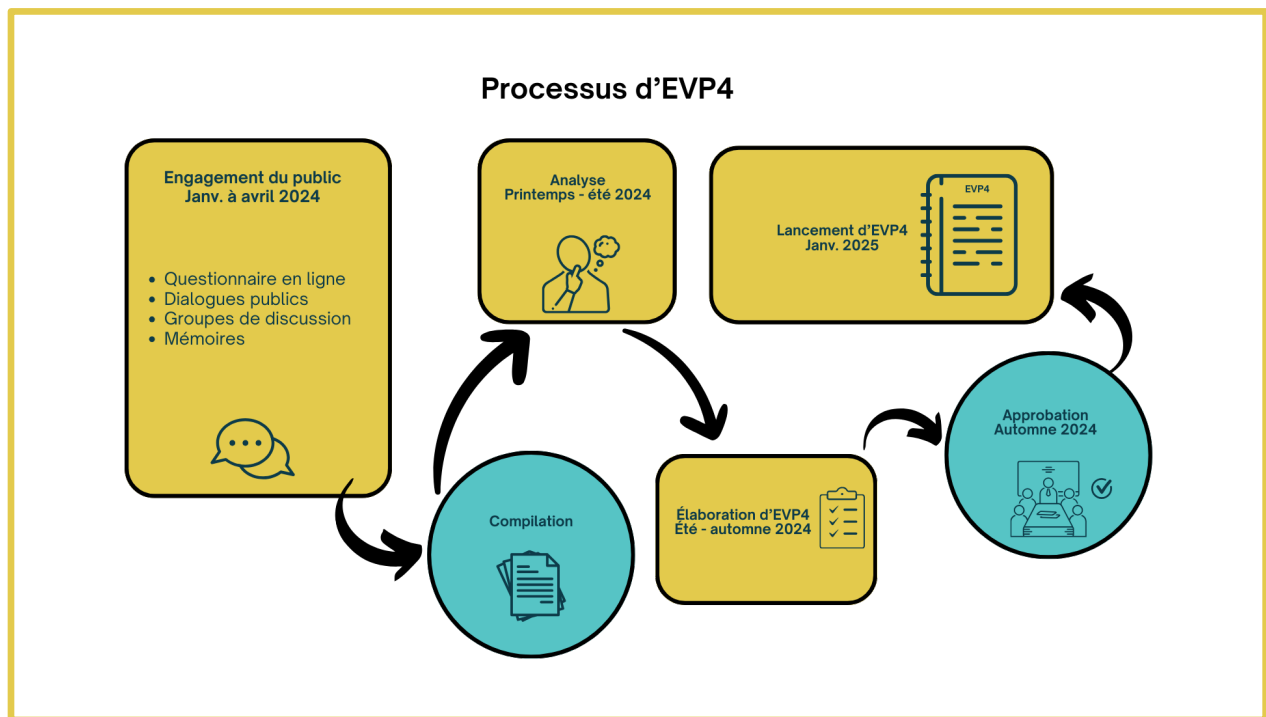 Processus d’EVP4
Engagement du public
Janv. à avril 2024
• Questionnaire en ligne
• Dialogues publics
• Groupes de discussion
• Mémoires
Compilation
Analyse
Printemps - été 2024
Élaboration d’EVP4
Été - automne 2024
Approbation
Automne 2024
Lancement d’EVP4
Janv. 2025
EVP4